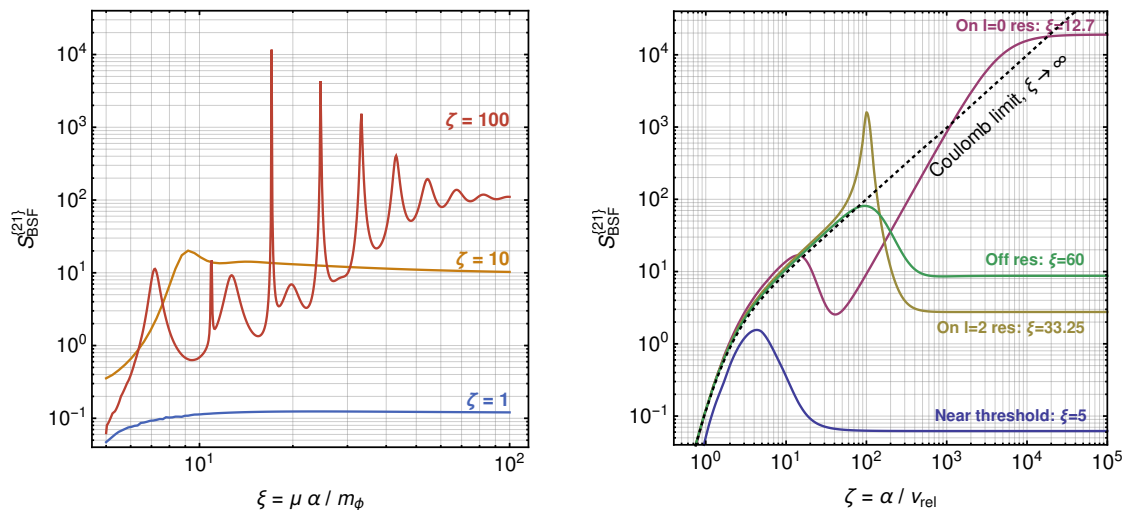 10^4
10^3
10^2
10^1
10^0
10^-1
S_BSF^{21}
ζ = 100
ζ = 10
ζ = 1
10^1
10^2
ξ = μ α / m_ϕ
10^4
10^3
10^2
10^1
10^0
10^-1
S_BSF^{21}
On l=0 res: ξ=12.7
Coulomb limit, ξ → ∞
Off res: ξ=60
On l=2 res: ξ=33.25
Near threshold: ξ=5
10^0
10^1
10^2
10^3
10^4
10^5
ζ = α / v_rel